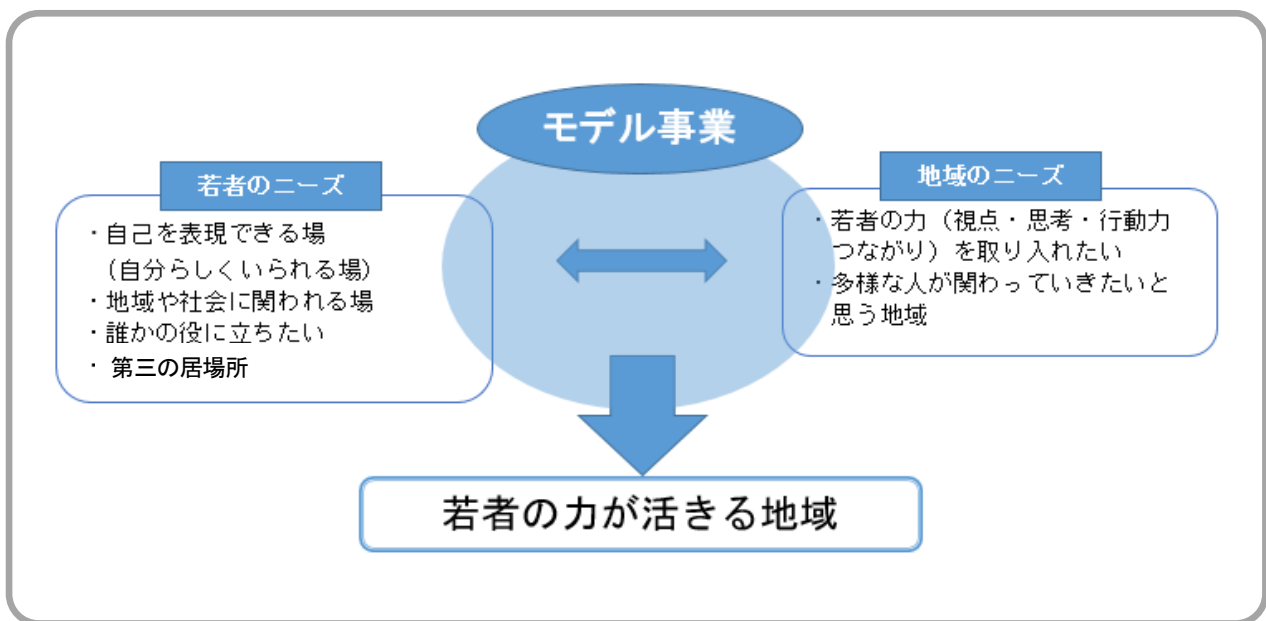 モデル事業
若者のニーズ
・自己を表現できる場
（自分らしくいられる場）
・地域や社会に関われる場
・誰かの役に立ちたい
・ 第三の居場所
地域のニーズ
・若者の力（視点・思考・行動力
つながり）を取り入れたい
・多様な人が関わっていきたいと
思う地域
若者の力が活きる地域